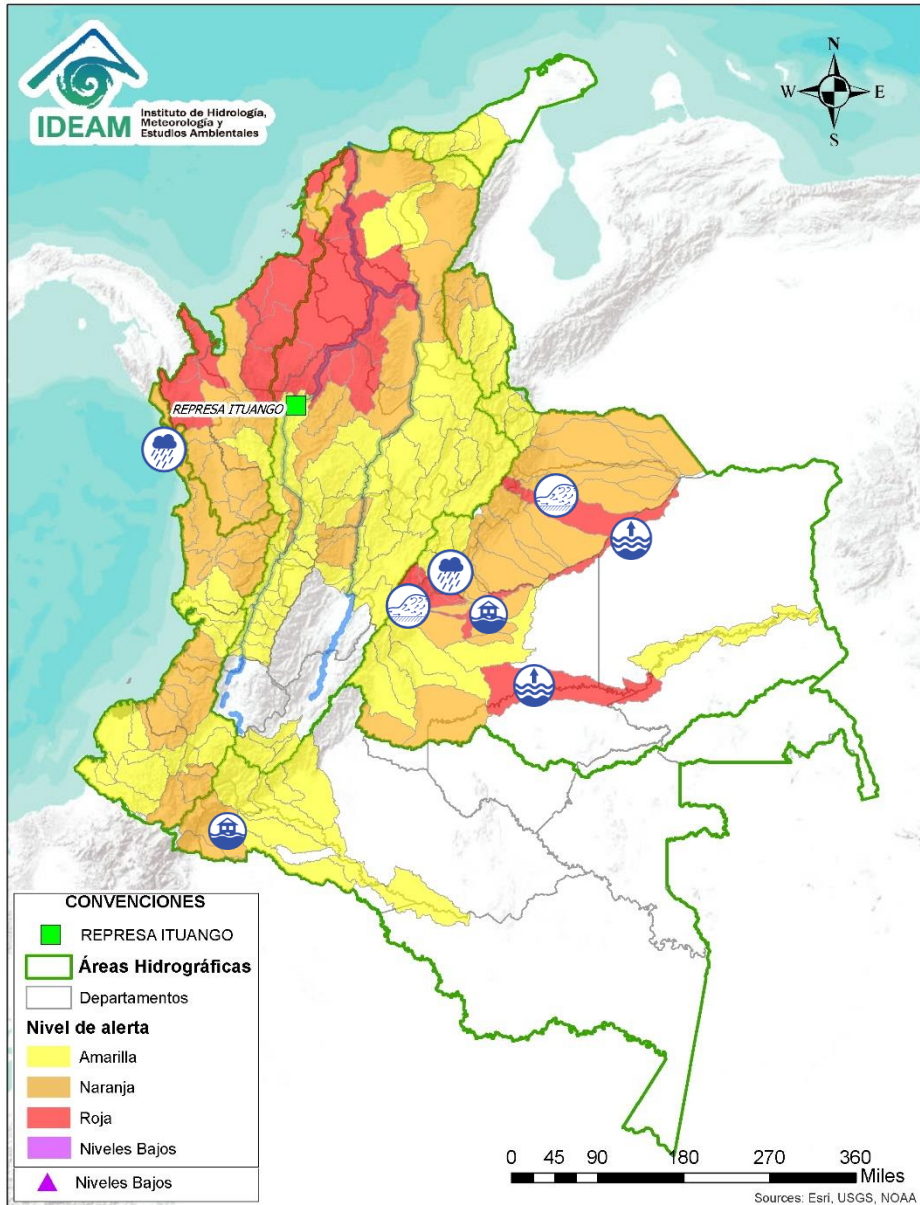 IDEAM
Instituto de Hidrología,
Meteorología y
Estudios Ambientales
N
W
E
S
REPRESA ITUANGO
CONVENCIONES
REPRESA ITUANGO
Áreas Hidrográficas
Departamentos
Nivel de alerta
Amarilla
Naranja
Roja
Niveles Bajos
Niveles Bajos
0 45 90 180 270 360
Miles
Sources: Esri, USGS, NOAA